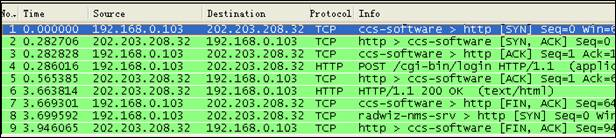 No.. Time Source Destination Protocol Info
1 0.000000 192.168.0.103 202.203.208.32 TCP ccs-software > http [SYN] Seq=0 Win=6
2 0.282706 202.203.208.32 192.168.0.103 TCP http > ccs-software [SYN, ACK] Seq=0
3 0.282828 192.168.0.103 202.203.208.32 TCP ccs-software > http [ACK] Seq=1 Ack=1
4 0.286016 192.168.0.103 202.203.208.32 HTTP POST /cgi-bin/login HTTP/1.1 (applic
5 0.565385 202.203.208.32 192.168.0.103 TCP http > ccs-software [ACK] Seq=1 Ack=
6 3.663814 202.203.208.32 192.168.0.103 HTTP HTTP/1.1 200 OK (text/html)
7 3.669301 192.168.0.103 202.203.208.32 TCP ccs-software > http [FIN, ACK] Seq=64
8 3.699592 192.168.0.103 202.203.208.32 TCP radwiz-nms-srv > http [SYN] Seq=0 Win
9 3.946065 202.203.208.32 192.168.0.103 TCP http > ccs-software [FIN, ACK] Seq=94